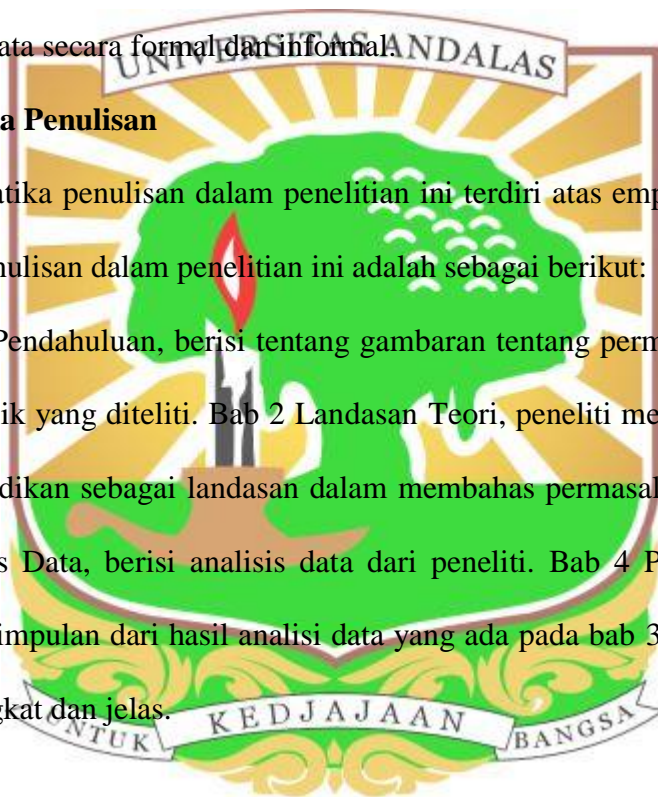 ata secara formal dan informal.
UNIVERSITAS ANDALAS
a Penulisan
atika penulisan dalam penelitian ini terdiri atas emp
nulisan dalam penelitian ini adalah sebagai berikut:
Pendahuluan, berisi tentang gambaran tentang perm
ik yang diteliti. Bab 2 Landasan Teori, peneliti me
dikan sebagai landasan dalam membahas permasal
s Data, berisi analisis data dari peneliti. Bab 4 P
impulan dari hasil analisi data yang ada pada bab 3
gkat dan jelas.
UNTUK KEDJAJAAN BANGSA